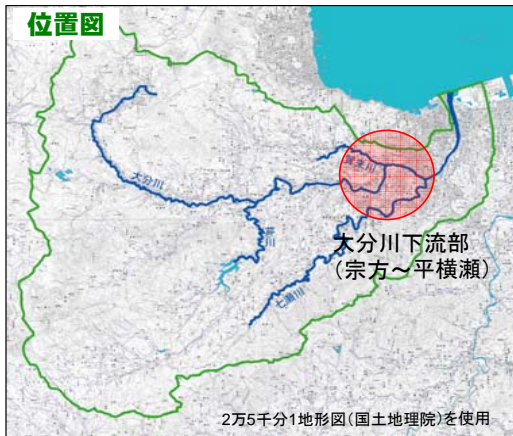 位置図
賀来川
大分川
芹川
七瀬川
大分川下流部
(宗方～平横瀬)
2万5千分1地形図(国土地理院)を使用